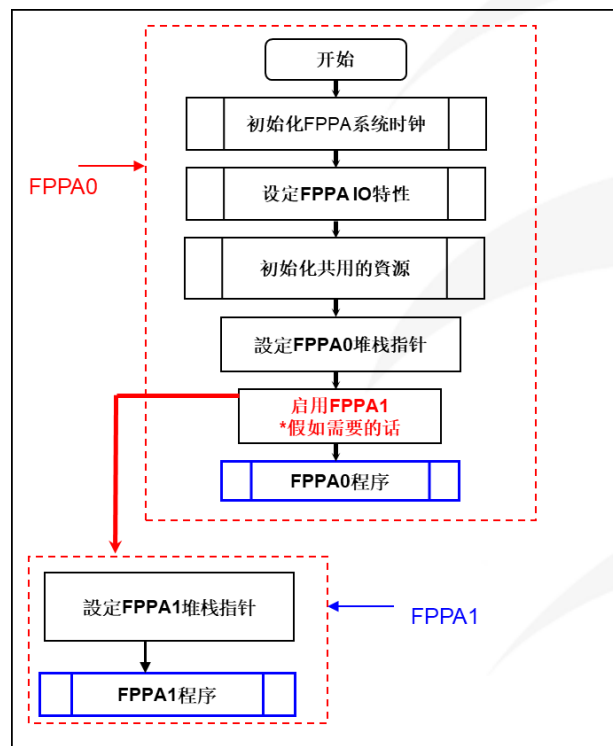 开始
初始化FPPA系统时钟
FPPA0
设定FPPA IO特性
初始化共用的資源
設定FPPA0堆栈指针
启用FPPA1
*假如需要的话
FPPA0程序
設定FPPA1堆栈指针
FPPA1
FPPA1程序